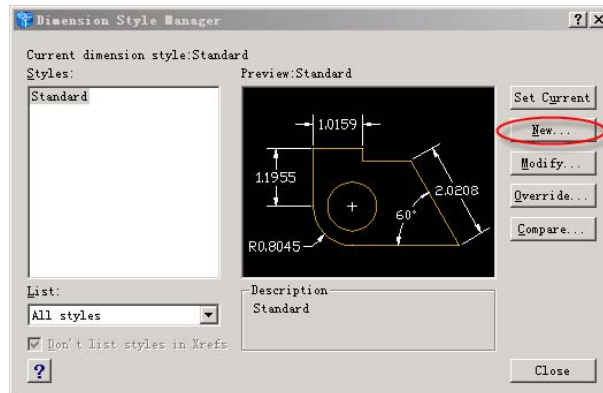 Dimension Style Manager
Current dimension style:Standard
Styles:
Preview:Standard
Standard
Set Current
New...
Modify...
Override...
Compare...
1.0159
1.1955
2.0208
60°
R0.8045
List:
All styles
Don't list styles in Xrefs
Description
Standard
Close